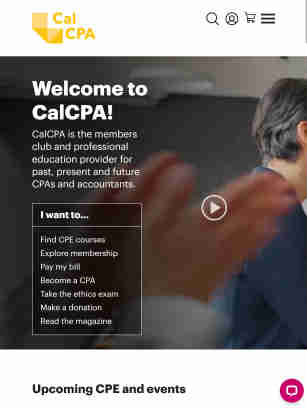 Cal
CPA
Welcome to
CalCPA!
CalCPA is the members
club and professional
education provider for
past, present and future
CPAs and accountants.
I want to...
Find CPE courses
Explore membership
Pay my bill
Become a CPA
Take the ethics exam
Make a donation
Read the magazine
Upcoming CPE and events